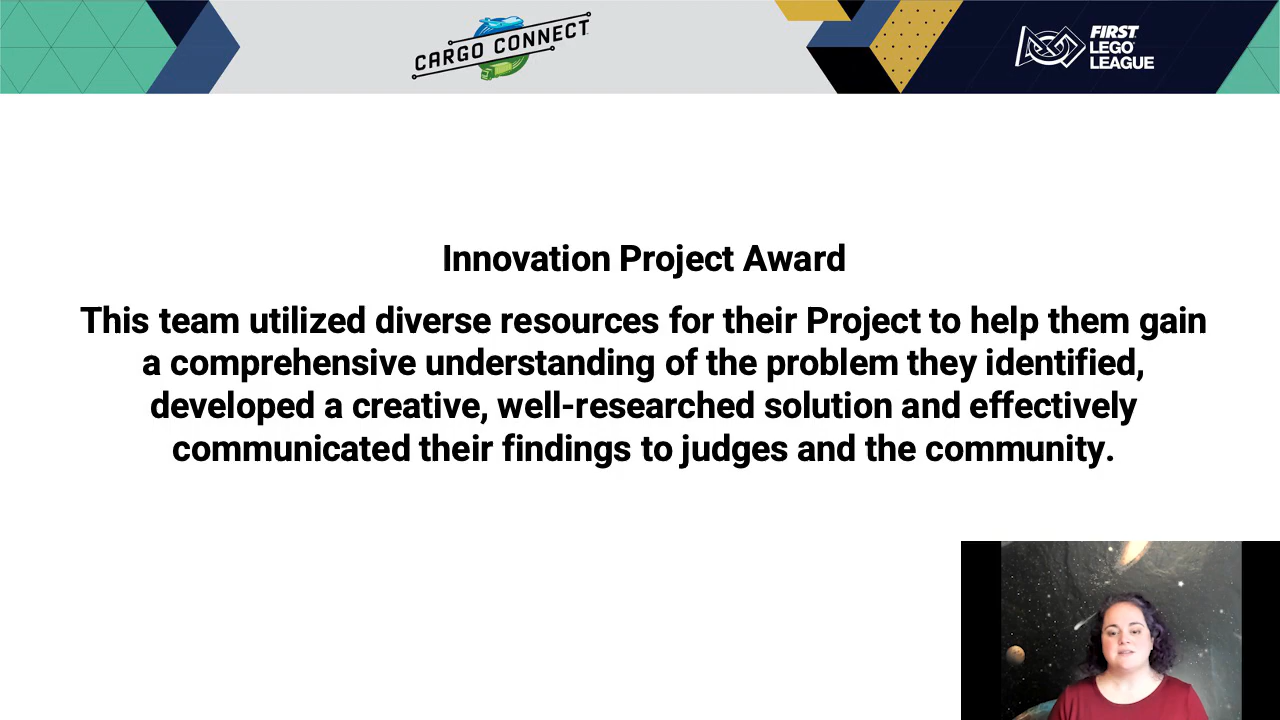 CARGO CONNECT
FIRST
LEGO
LEAGUE
Innovation Project Award
This team utilized diverse resources for their Project to help them gain
a comprehensive understanding of the problem they identified,
developed a creative, well-researched solution and effectively
communicated their findings to judges and the community.